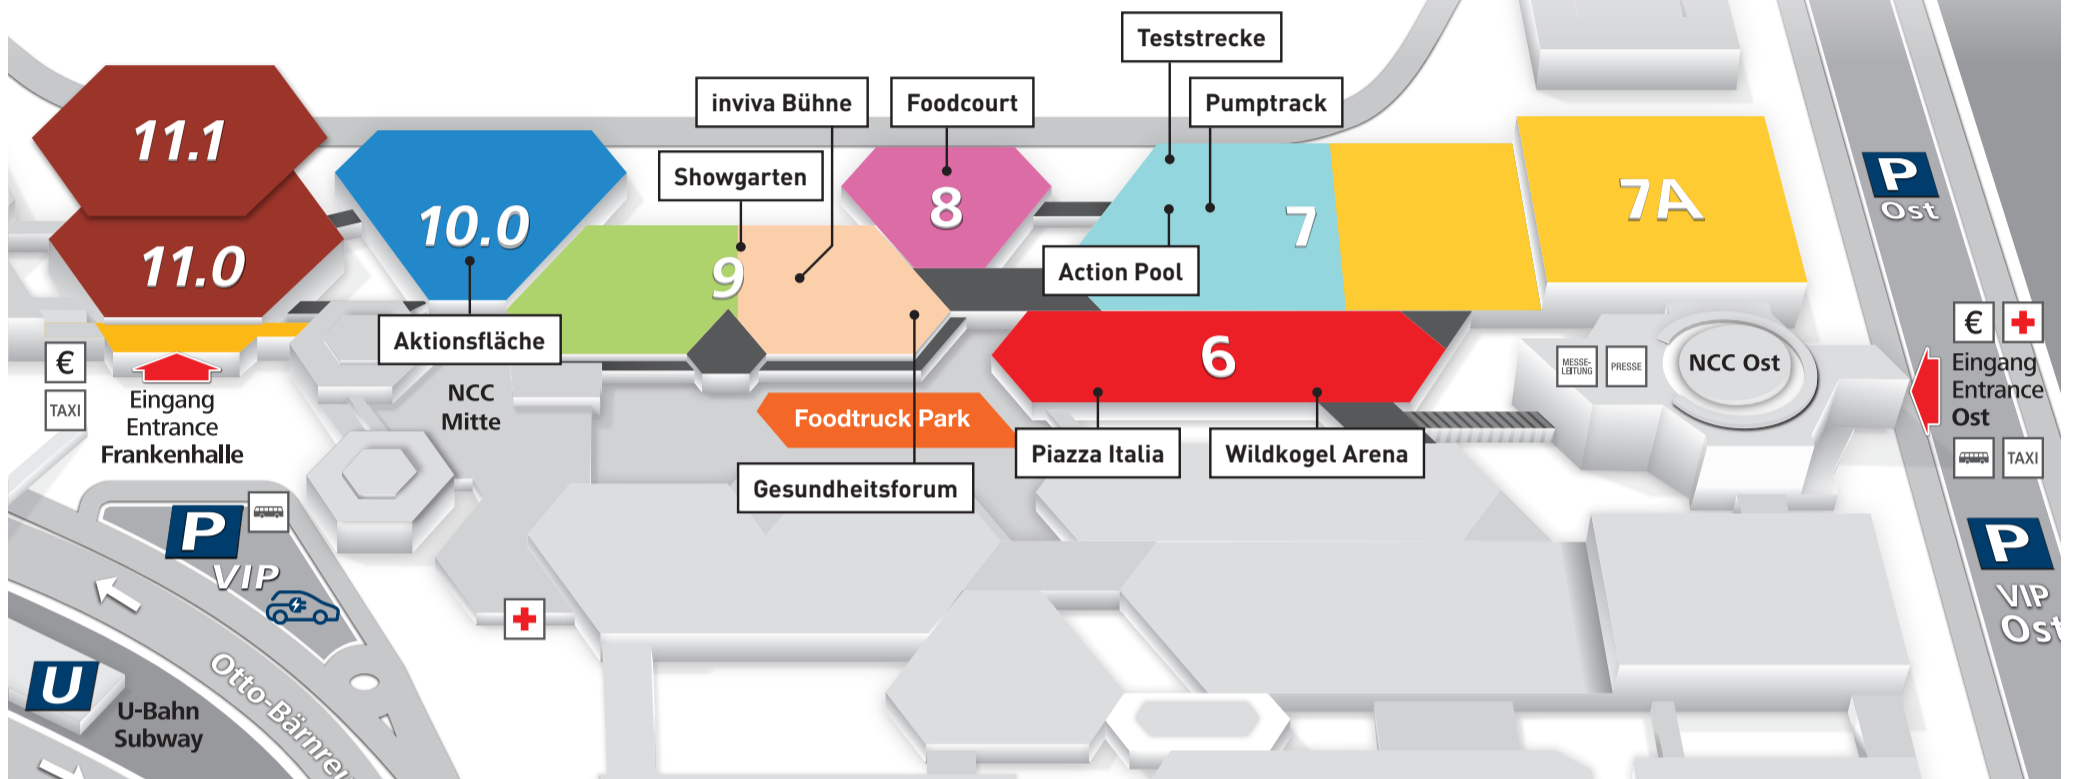 Teststrecke
inviva Bühne
Foodcourt
Pumptrack
11.1
Showgarten
8
7
7A
P
Ost
10.0
11.0
9
Action Pool
Aktionsfläche
6
€
TAXI
Eingang
Entrance
Frankenhalle
NCC
Mitte
Foodtruck Park
Piazza Italia
Wildkogel Arena
Gesundheitsforum
MESSE-
LEITUNG
PRESSE
NCC Ost
€
Eingang
Entrance
Ost
TAXI
P
VIP
P
VIP
Ost
U
U-Bahn
Subway